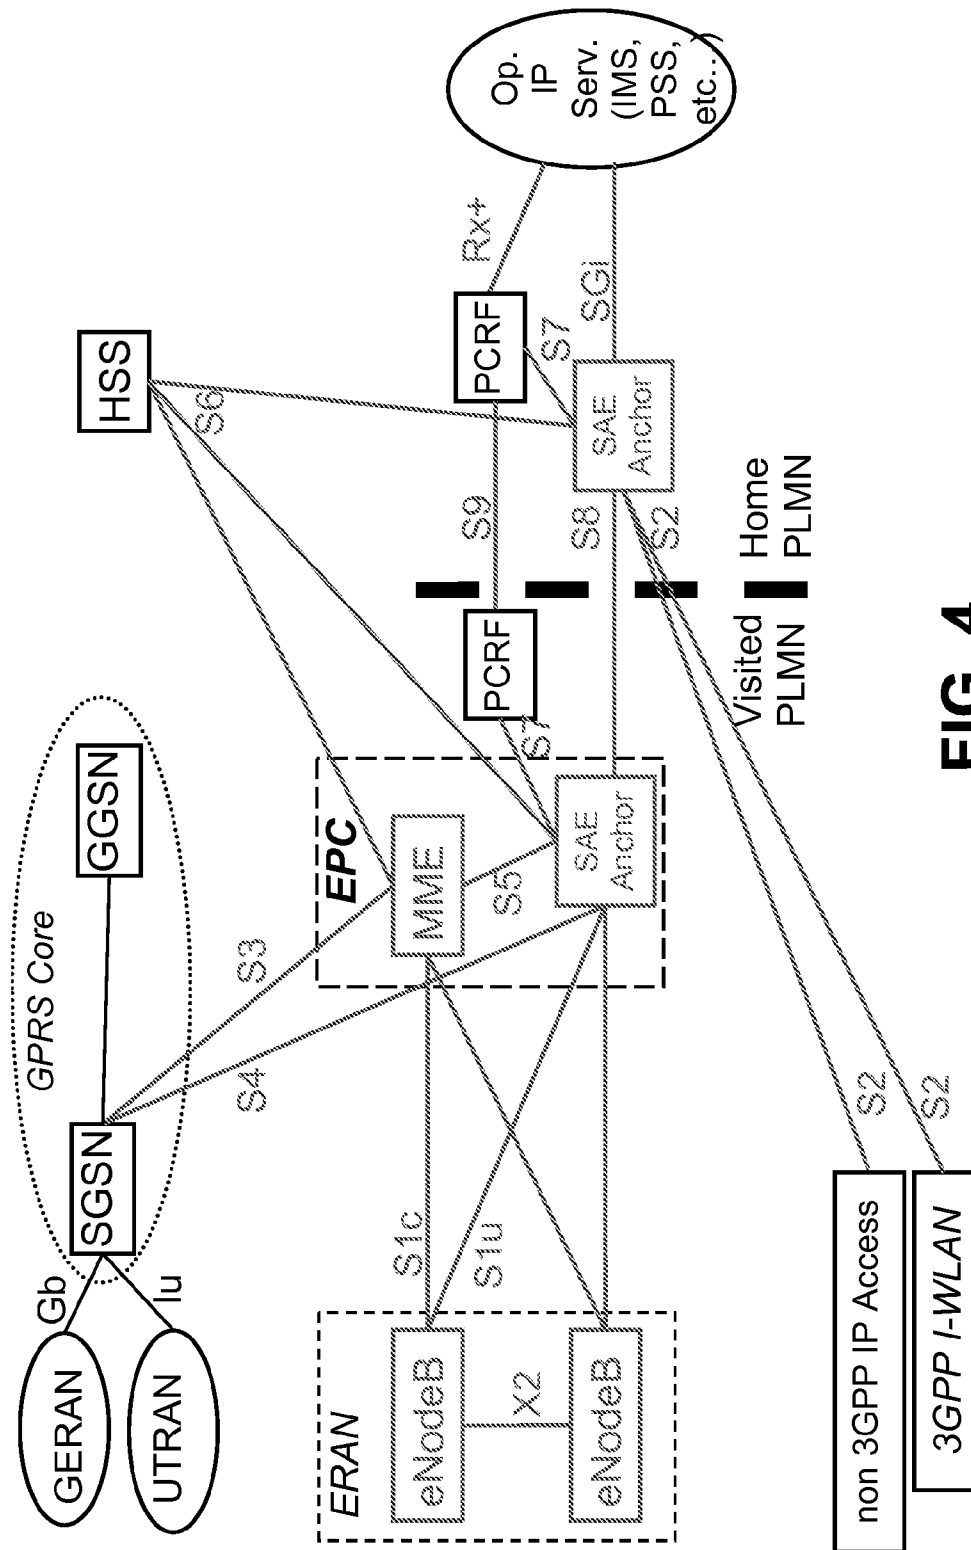 GERAN
UTRAN
Gb
Iu
SGSN
GPRS Core
GGSN
HSS
S3
S4
S6
ERAN
eNodeB
X2
eNodeB
S1c
S1u
EPC
MME
S5
SAE
Anchor
S7
PCRF
S9
PCRF
Rx+
S7
S8
SAE
Anchor
SGi
S2
Op.
IP
Serv.
(IMS,
PSS,
etc...)
Visited
PLMN
Home
PLMN
non 3GPP IP Access
S2
3GPP I-WLAN
S2
FIG. 4